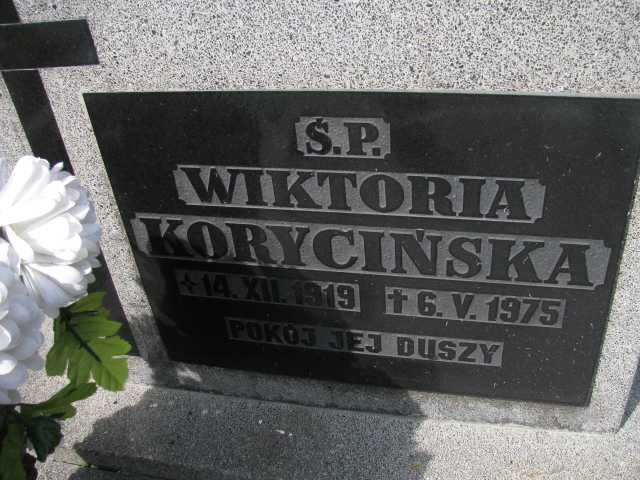 Ś.P.
WIKTORIA
KORYCIŃSKA
✢ 14. XII. 1919 ✝ 6. V. 1975
POKÓJ JEJ DUSZY